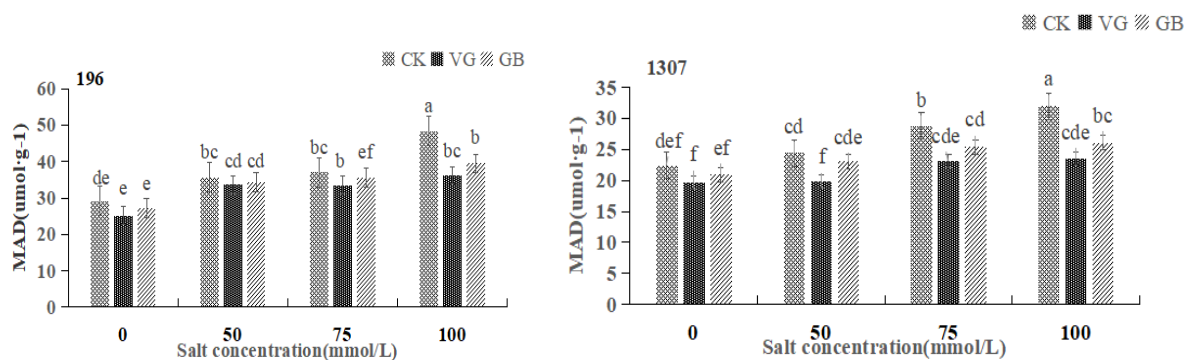 CK VG GB
196
60
50
40
30
20
10
0
MAD(umol·g-1)
de e e bc cd cd bc b ef a bc b
0 50 75 100
Salt concentration(mmol/L)
CK VG GB
1307
35
30
25
20
15
10
5
0
MAD(umol·g-1)
def f ef cd f cde b cde cd a cde bc
0 50 75 100
Salt concentration(mmol/L)